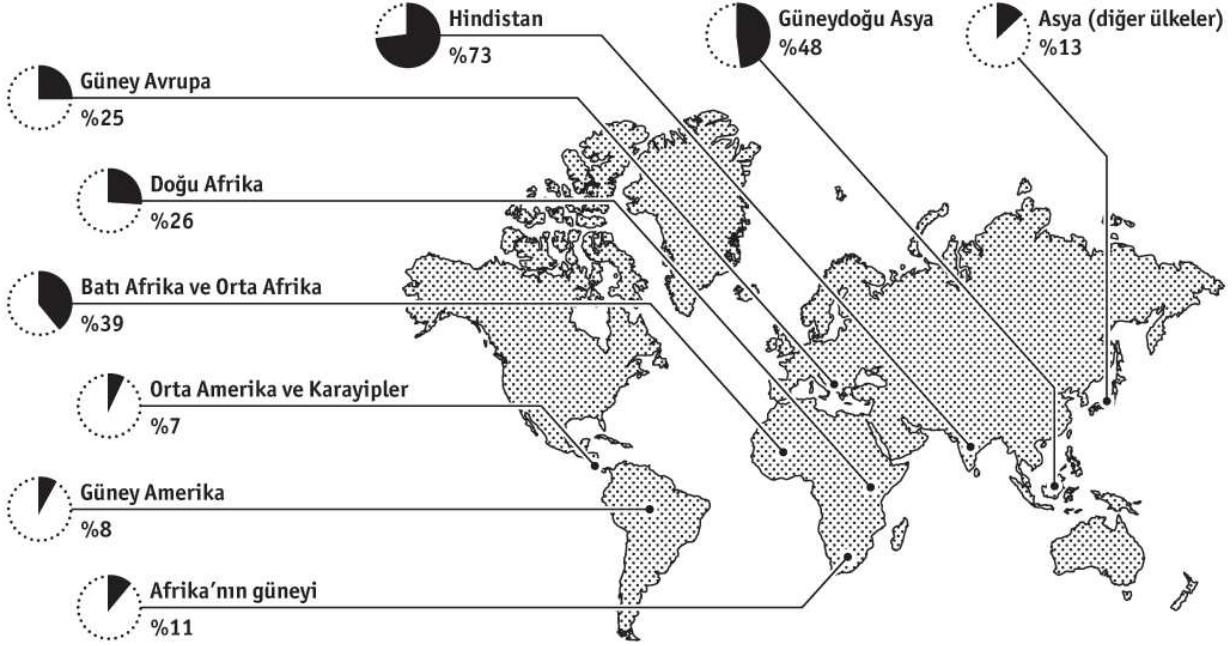 Hindistan
%73
Güneydoğu Asya
%48
Asya (diğer ülkeler)
%13
Güney Avrupa
%25
Doğu Afrika
%26
Batı Afrika ve Orta Afrika
%39
Orta Amerika ve Karayipler
%7
Güney Amerika
%8
Afrika’nın güneyi
%11